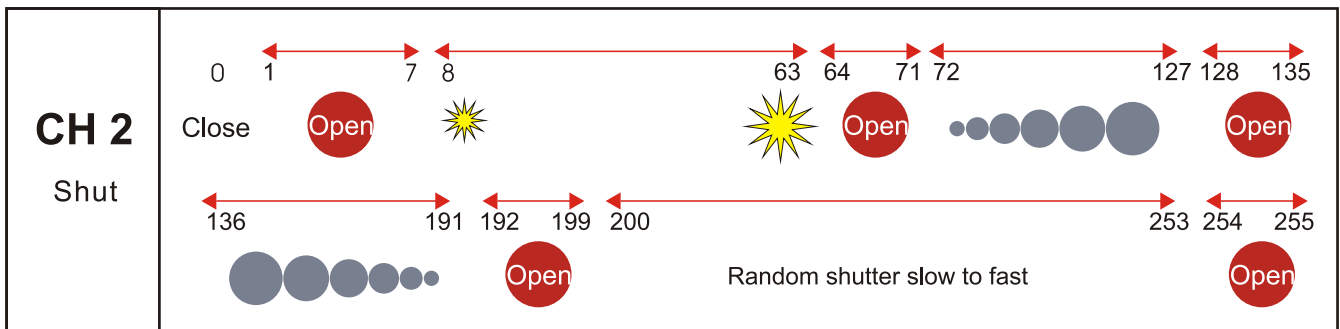 0 1 7 8 63 64 71 72 127 128 135
CH 2
Close Open Open Open
Shut
136 191 192 199 200 253 254 255
Open Random shutter slow to fast Open